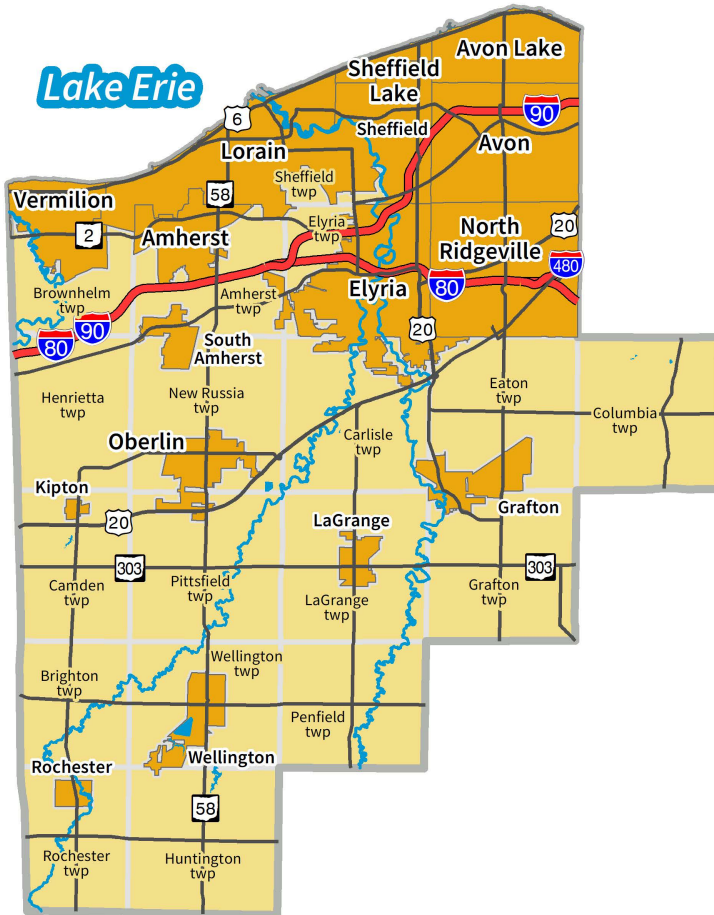 Avon Lake
Sheffield
Lake
Lake Erie
90
6
Sheffield
Avon
Lorain
Sheffield
twp
58
Vermilion
Elyria
twp
North
Ridgeville
20
2
Amherst
480
Elyria
80
Brownhelm
twp
Amherst
twp
90
80
20
South
Amherst
Henrietta
twp
New Russia
twp
Eaton
twp
Columbia
twp
Oberlin
Carlisle
twp
Kipton
Grafton
20
LaGrange
303
303
Camden
twp
Pittsfield
twp
LaGrange
twp
Grafton
twp
Wellington
twp
Brighton
twp
Penfield
twp
Rochester
Wellington
58
Rochester
twp
Huntington
twp